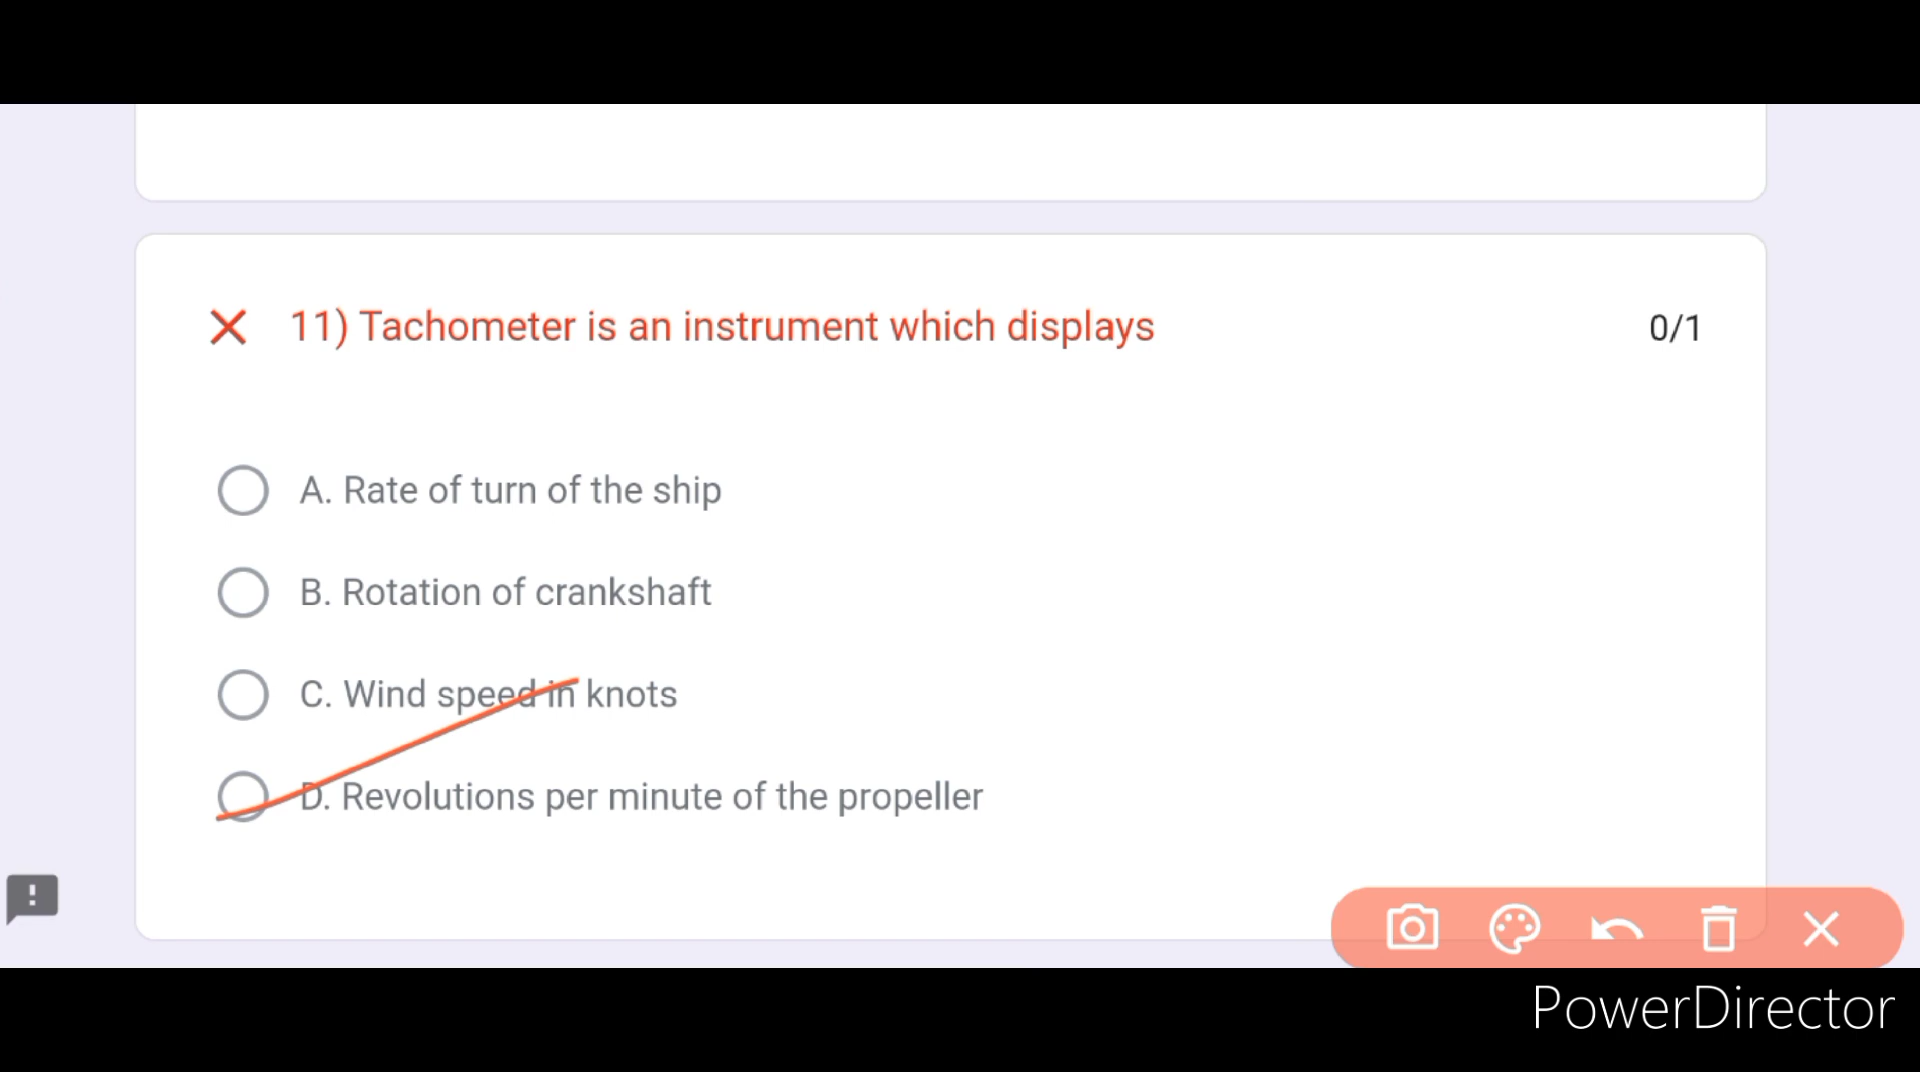 11) Tachometer is an instrument which displays 0/1
A. Rate of turn of the ship
B. Rotation of crankshaft
C. Wind speed in knots
D. Revolutions per minute of the propeller
PowerDirector